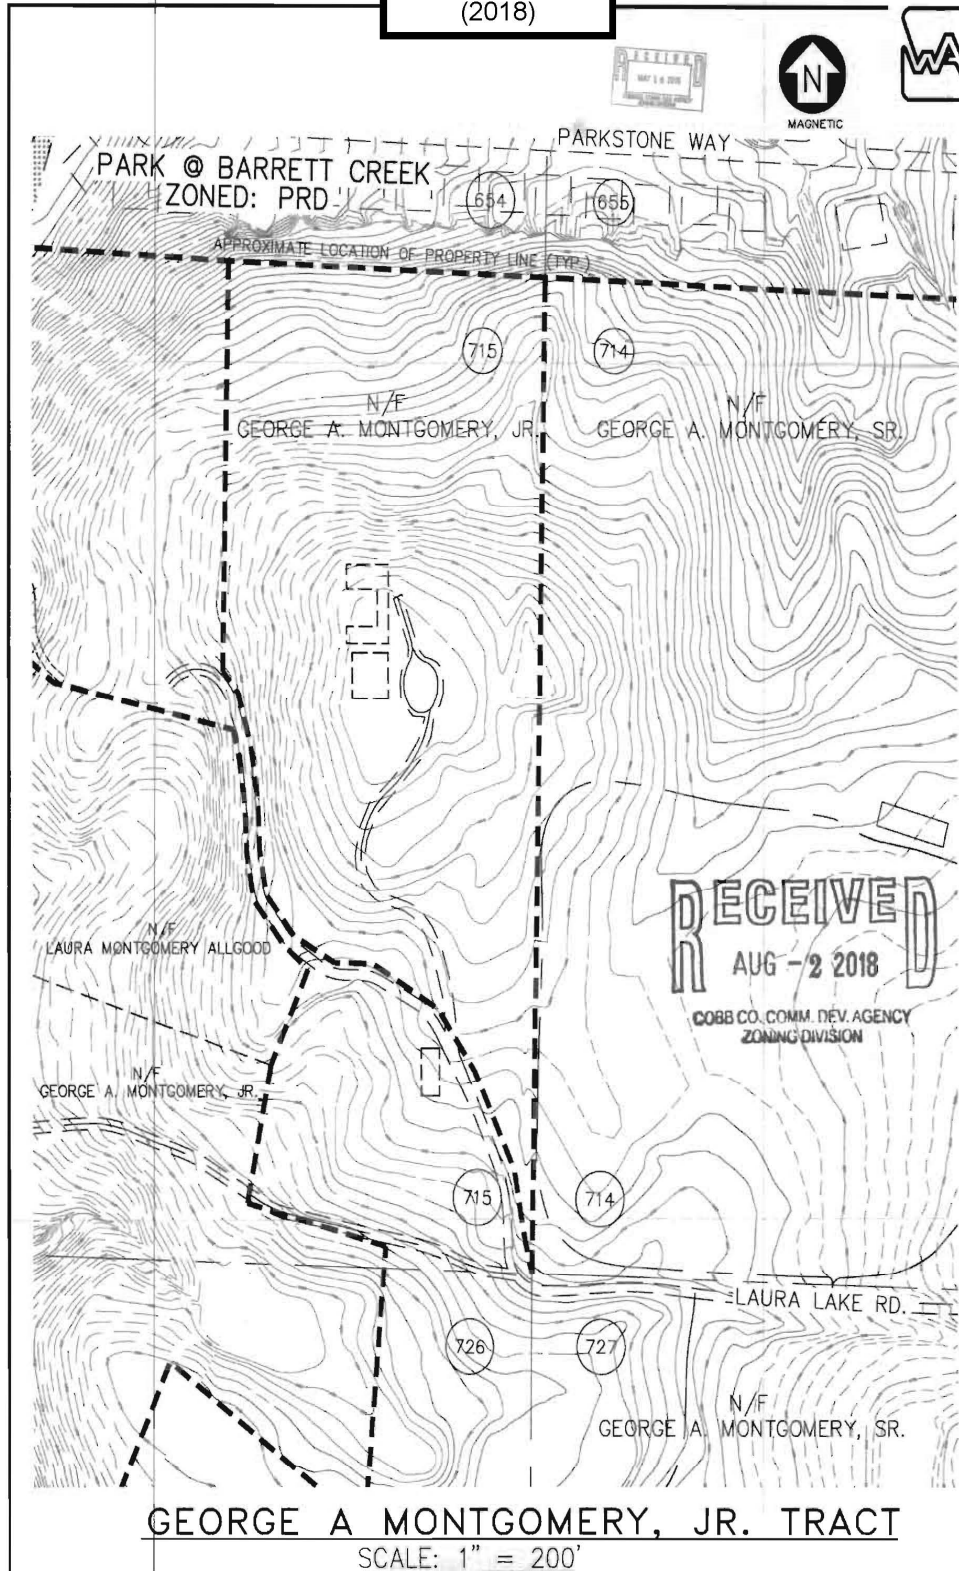 (2018)
RECEIVED
MAY
N
MAGNETIC
WA
PARKSTONE WAY
PARK @ BARRETT CREEK
ZONED: PRD
654
655
APPROXIMATE LOCATION OF PROPERTY LINE (TYP.)
715
714
N/F
GEORGE A. MONTGOMERY, JR.
N/F
GEORGE A. MONTGOMERY, SR.
N/F
LAURA MONTGOMERY ALLGOOD
RECEIVED
AUG -2 2018
COBB CO. COMM. DEV. AGENCY
ZONING DIVISION
N/F
GEORGE A. MONTGOMERY, JR.
715
714
LAURA LAKE RD.
726
727
N/F
GEORGE A. MONTGOMERY, SR.
GEORGE A MONTGOMERY, JR. TRACT
SCALE: 1" = 200'